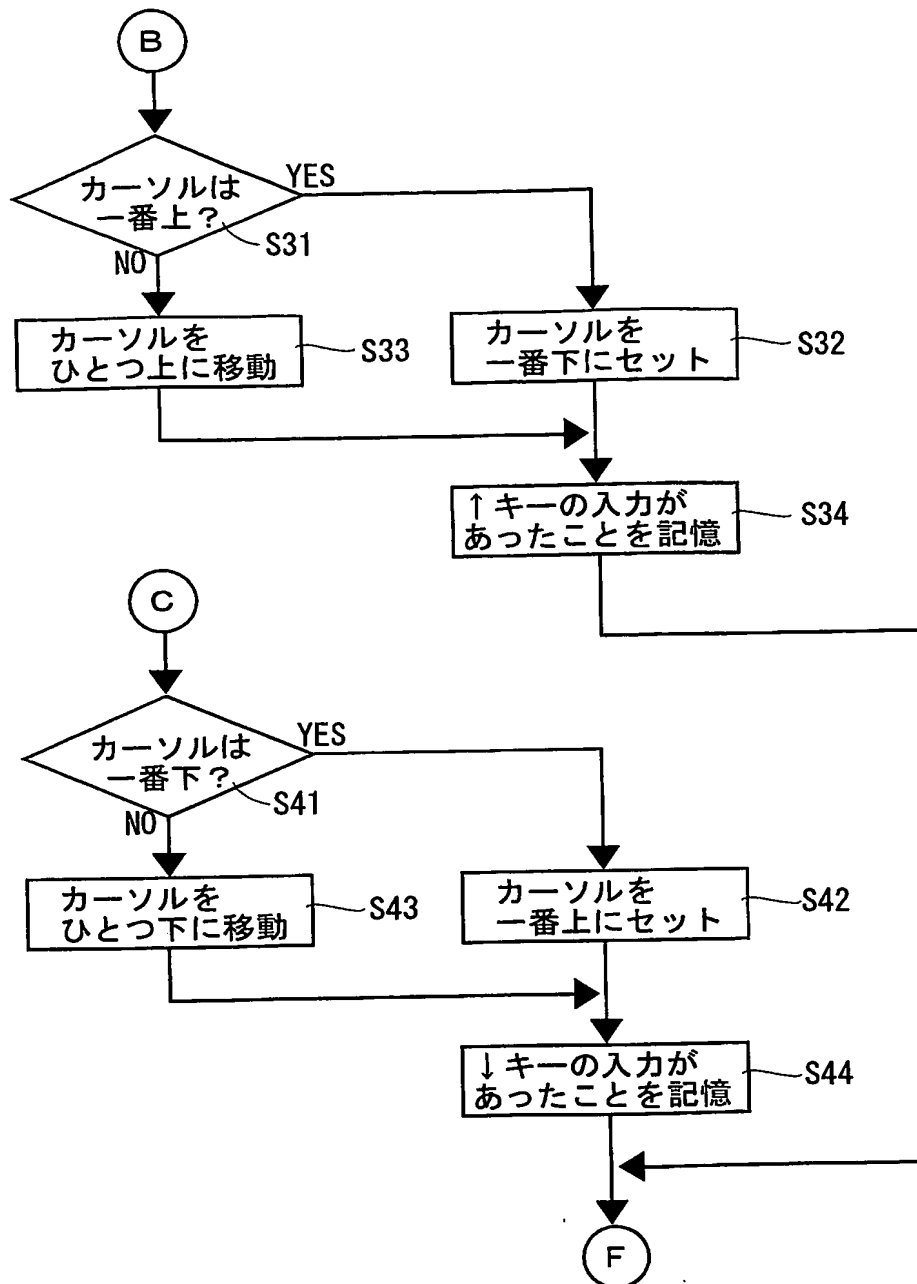 B
カーソルは
一番上？
YES
S31
NO
カーソルを
ひとつ上に移動
S33
カーソルを
一番下にセット
S32
↑キーの入力が
あったことを記憶
S34
C
カーソルは
一番下？
YES
S41
NO
カーソルを
ひとつ下に移動
S43
カーソルを
一番上にセット
S42
↓キーの入力が
あったことを記憶
S44
F